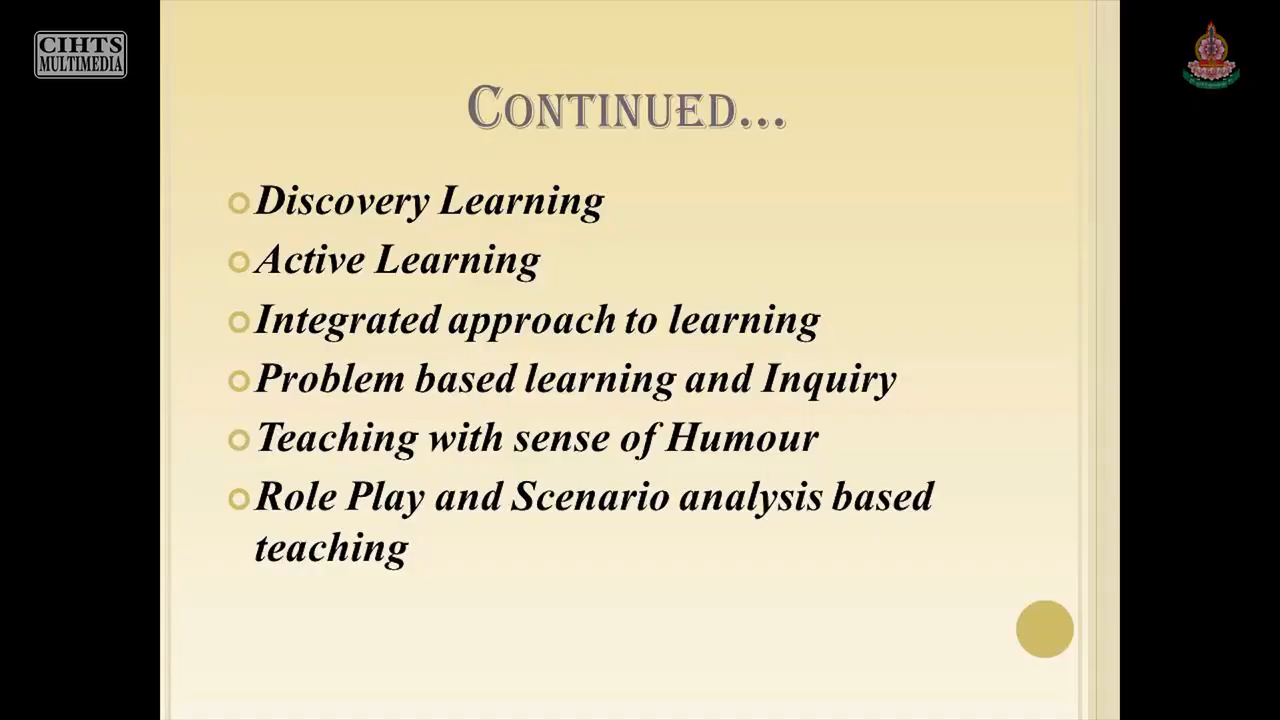 CIHTS
MULTIMEDIA
CONTINUED...
Discovery Learning
Active Learning
Integrated approach to learning
Problem based learning and Inquiry
Teaching with sense of Humour
Role Play and Scenario analysis based
teaching